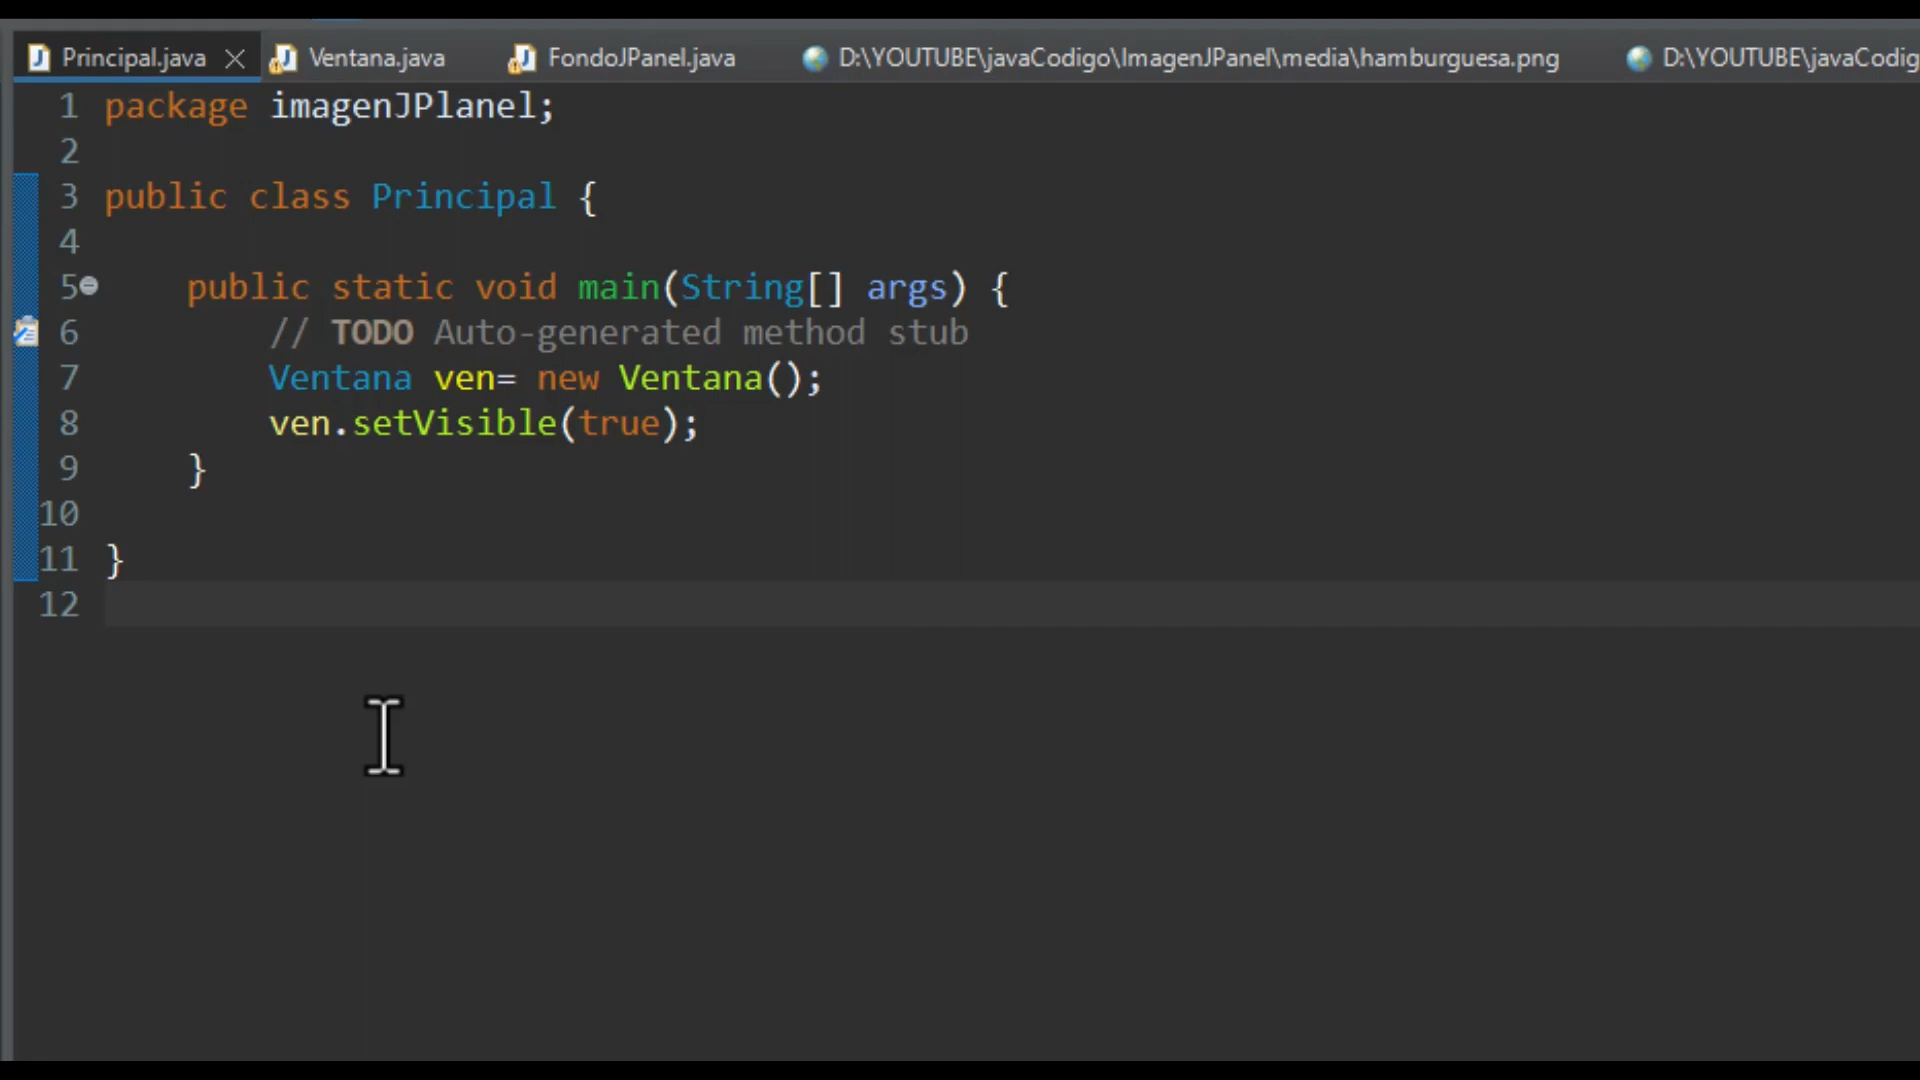 Principal.java Ventana.java FondoJPanel.java D:\YOUTUBE\javaCodigo\ImagenJPanel\media\hamburguesa.png D:\YOUTUBE\javaCodig
1 package imagenJPlanel;
2
3 public class Principal {
4
5 public static void main(String[] args) {
6 // TODO Auto-generated method stub
7 Ventana ven= new Ventana();
8 ven.setVisible(true);
9 }
10
11 }
12